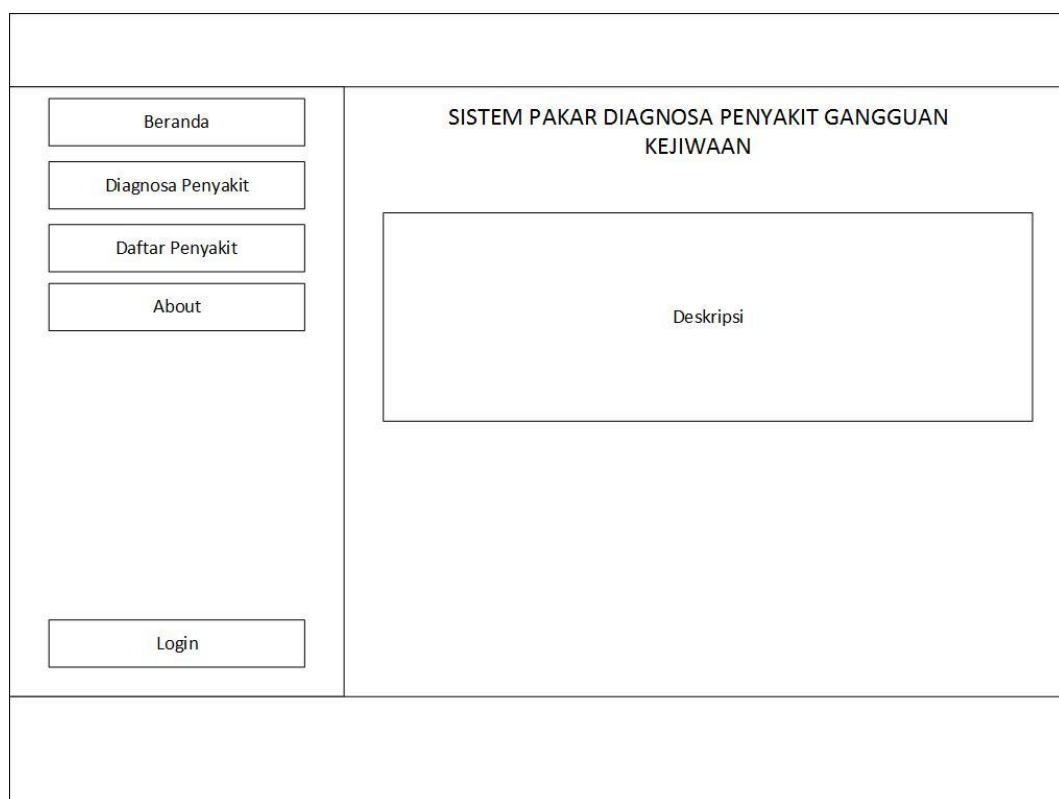 Beranda
Diagnosa Penyakit
Daftar Penyakit
About
Login
SISTEM PAKAR DIAGNOSA PENYAKIT GANGGUAN
KEJIWAAN
Deskripsi